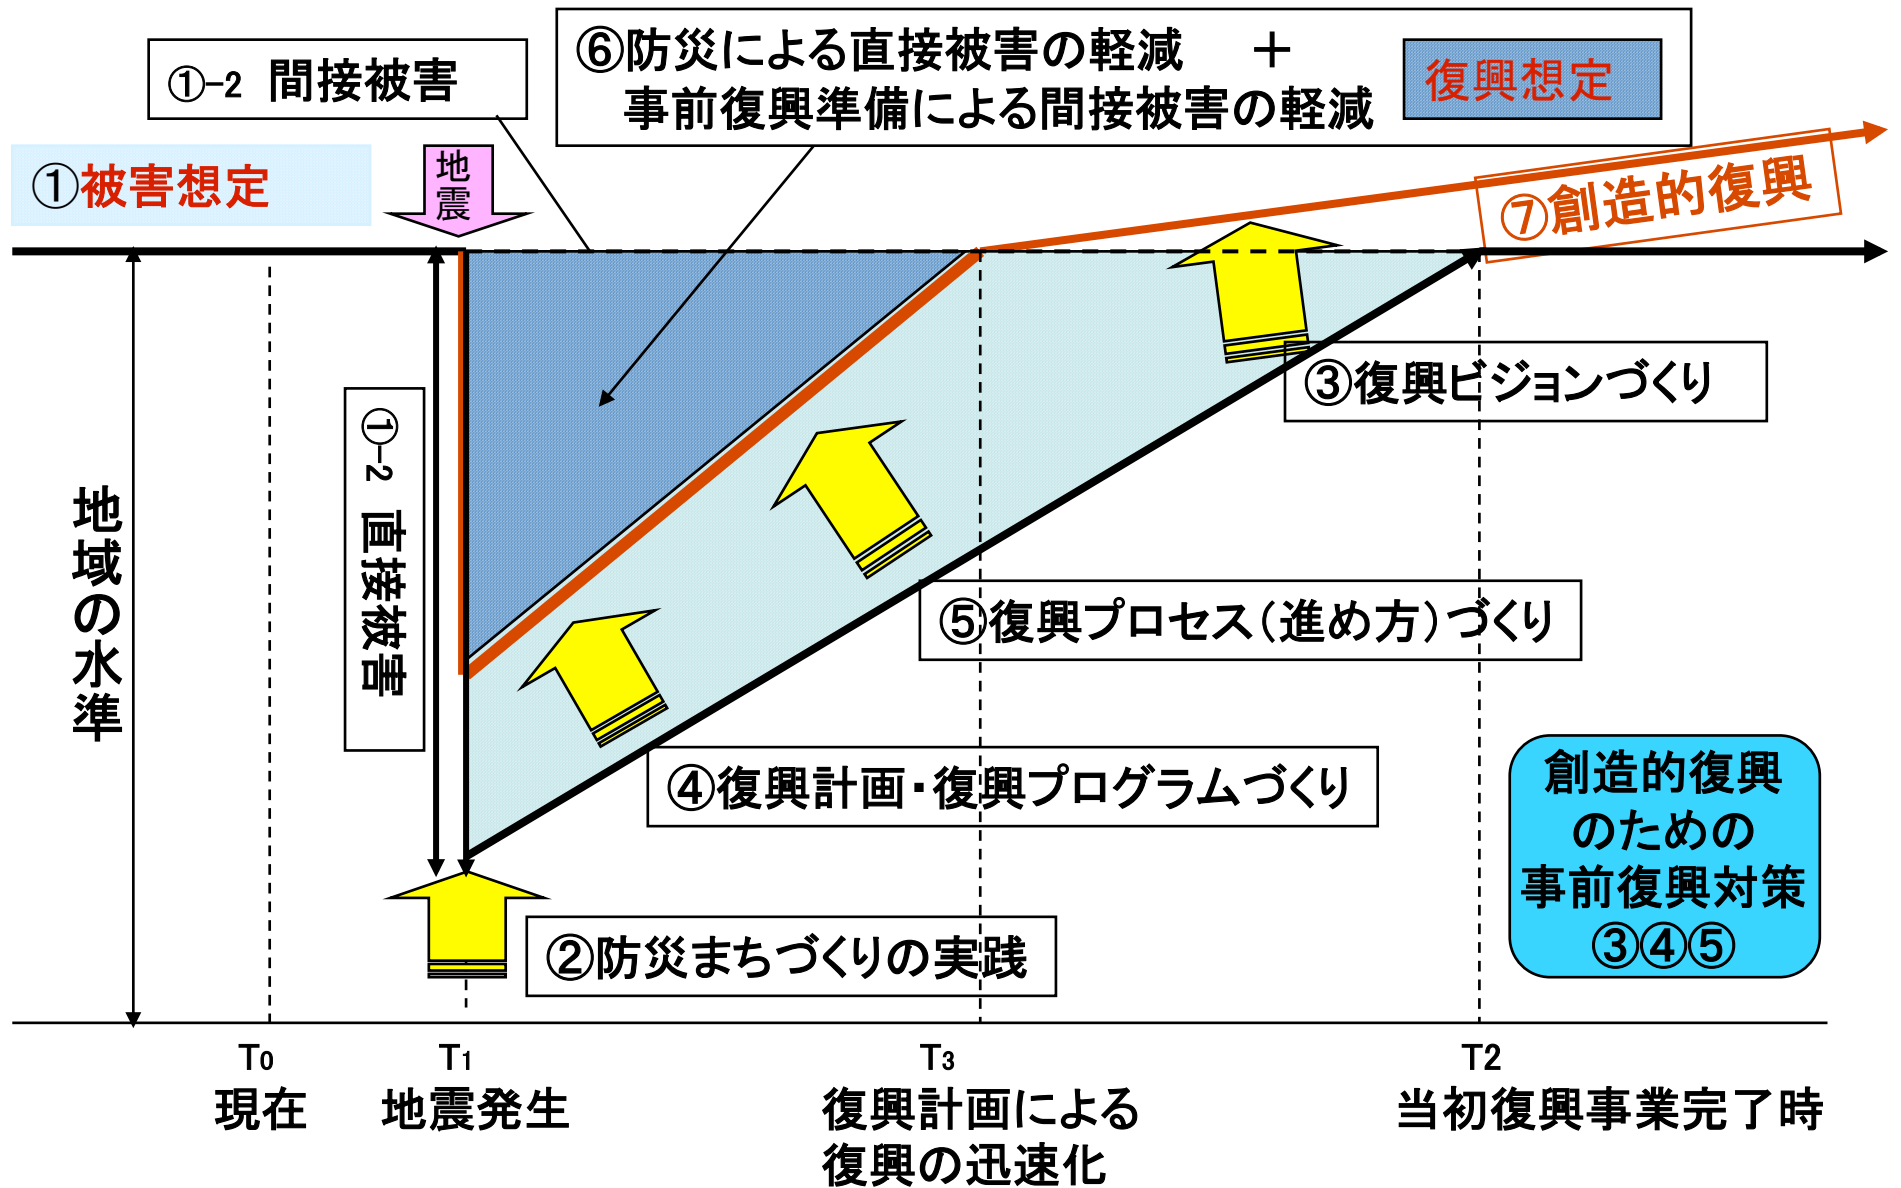 ⑥防災による直接被害の軽減　＋
事前復興準備による間接被害の軽減
復興想定
①-2 間接被害
①被害想定
地震
⑦創造的復興
③復興ビジョンづくり
①-2 直接被害
地域の水準
⑤復興プロセス(進め方)づくり
④復興計画・復興プログラムづくり
創造的復興
のための
事前復興対策
③④⑤
②防災まちづくりの実践
T0
現在
T1
地震発生
T3
復興計画による
復興の迅速化
T2
当初復興事業完了時